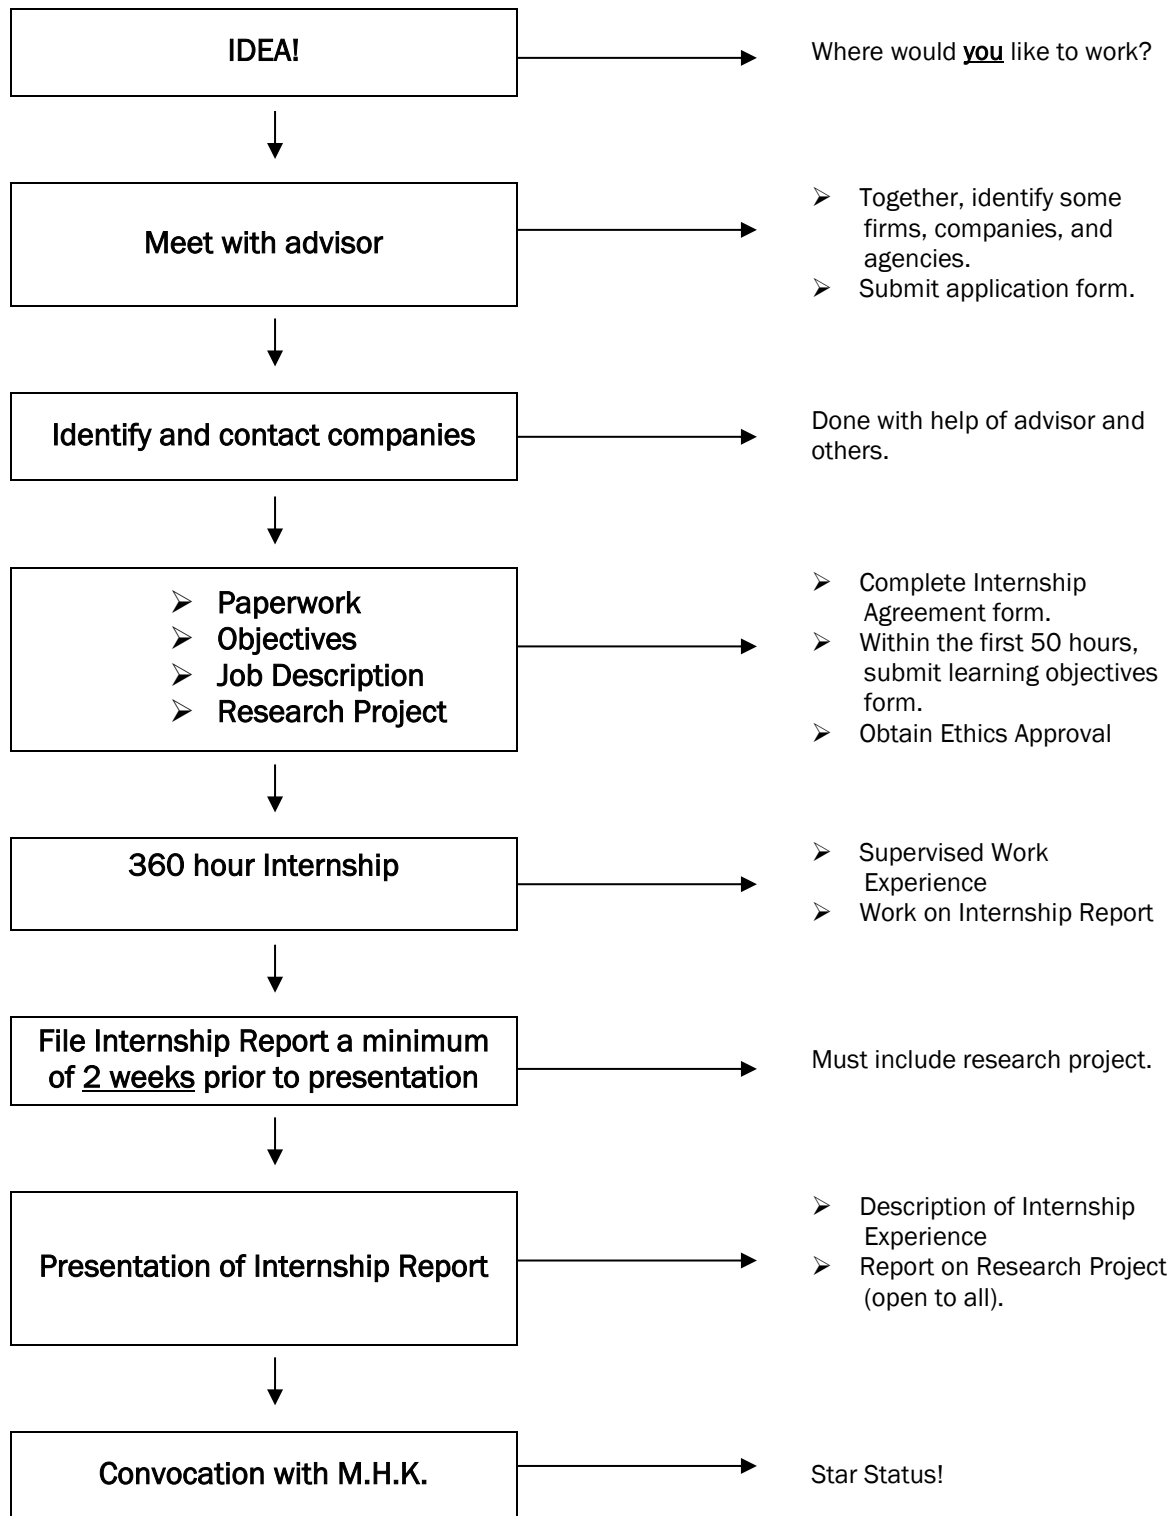 IDEA!
Where would you like to work?
Meet with advisor
➢ Together, identify some
firms, companies, and
agencies.
➢ Submit application form.
Identify and contact companies
Done with help of advisor and
others.
➢ Paperwork
➢ Objectives
➢ Job Description
➢ Research Project
➢ Complete Internship
Agreement form.
➢ Within the first 50 hours,
submit learning objectives
form.
➢ Obtain Ethics Approval
360 hour Internship
➢ Supervised Work
Experience
➢ Work on Internship Report
File Internship Report a minimum
of 2 weeks prior to presentation
Must include research project.
Presentation of Internship Report
➢ Description of Internship
Experience
➢ Report on Research Project
(open to all).
Convocation with M.H.K.
Star Status!